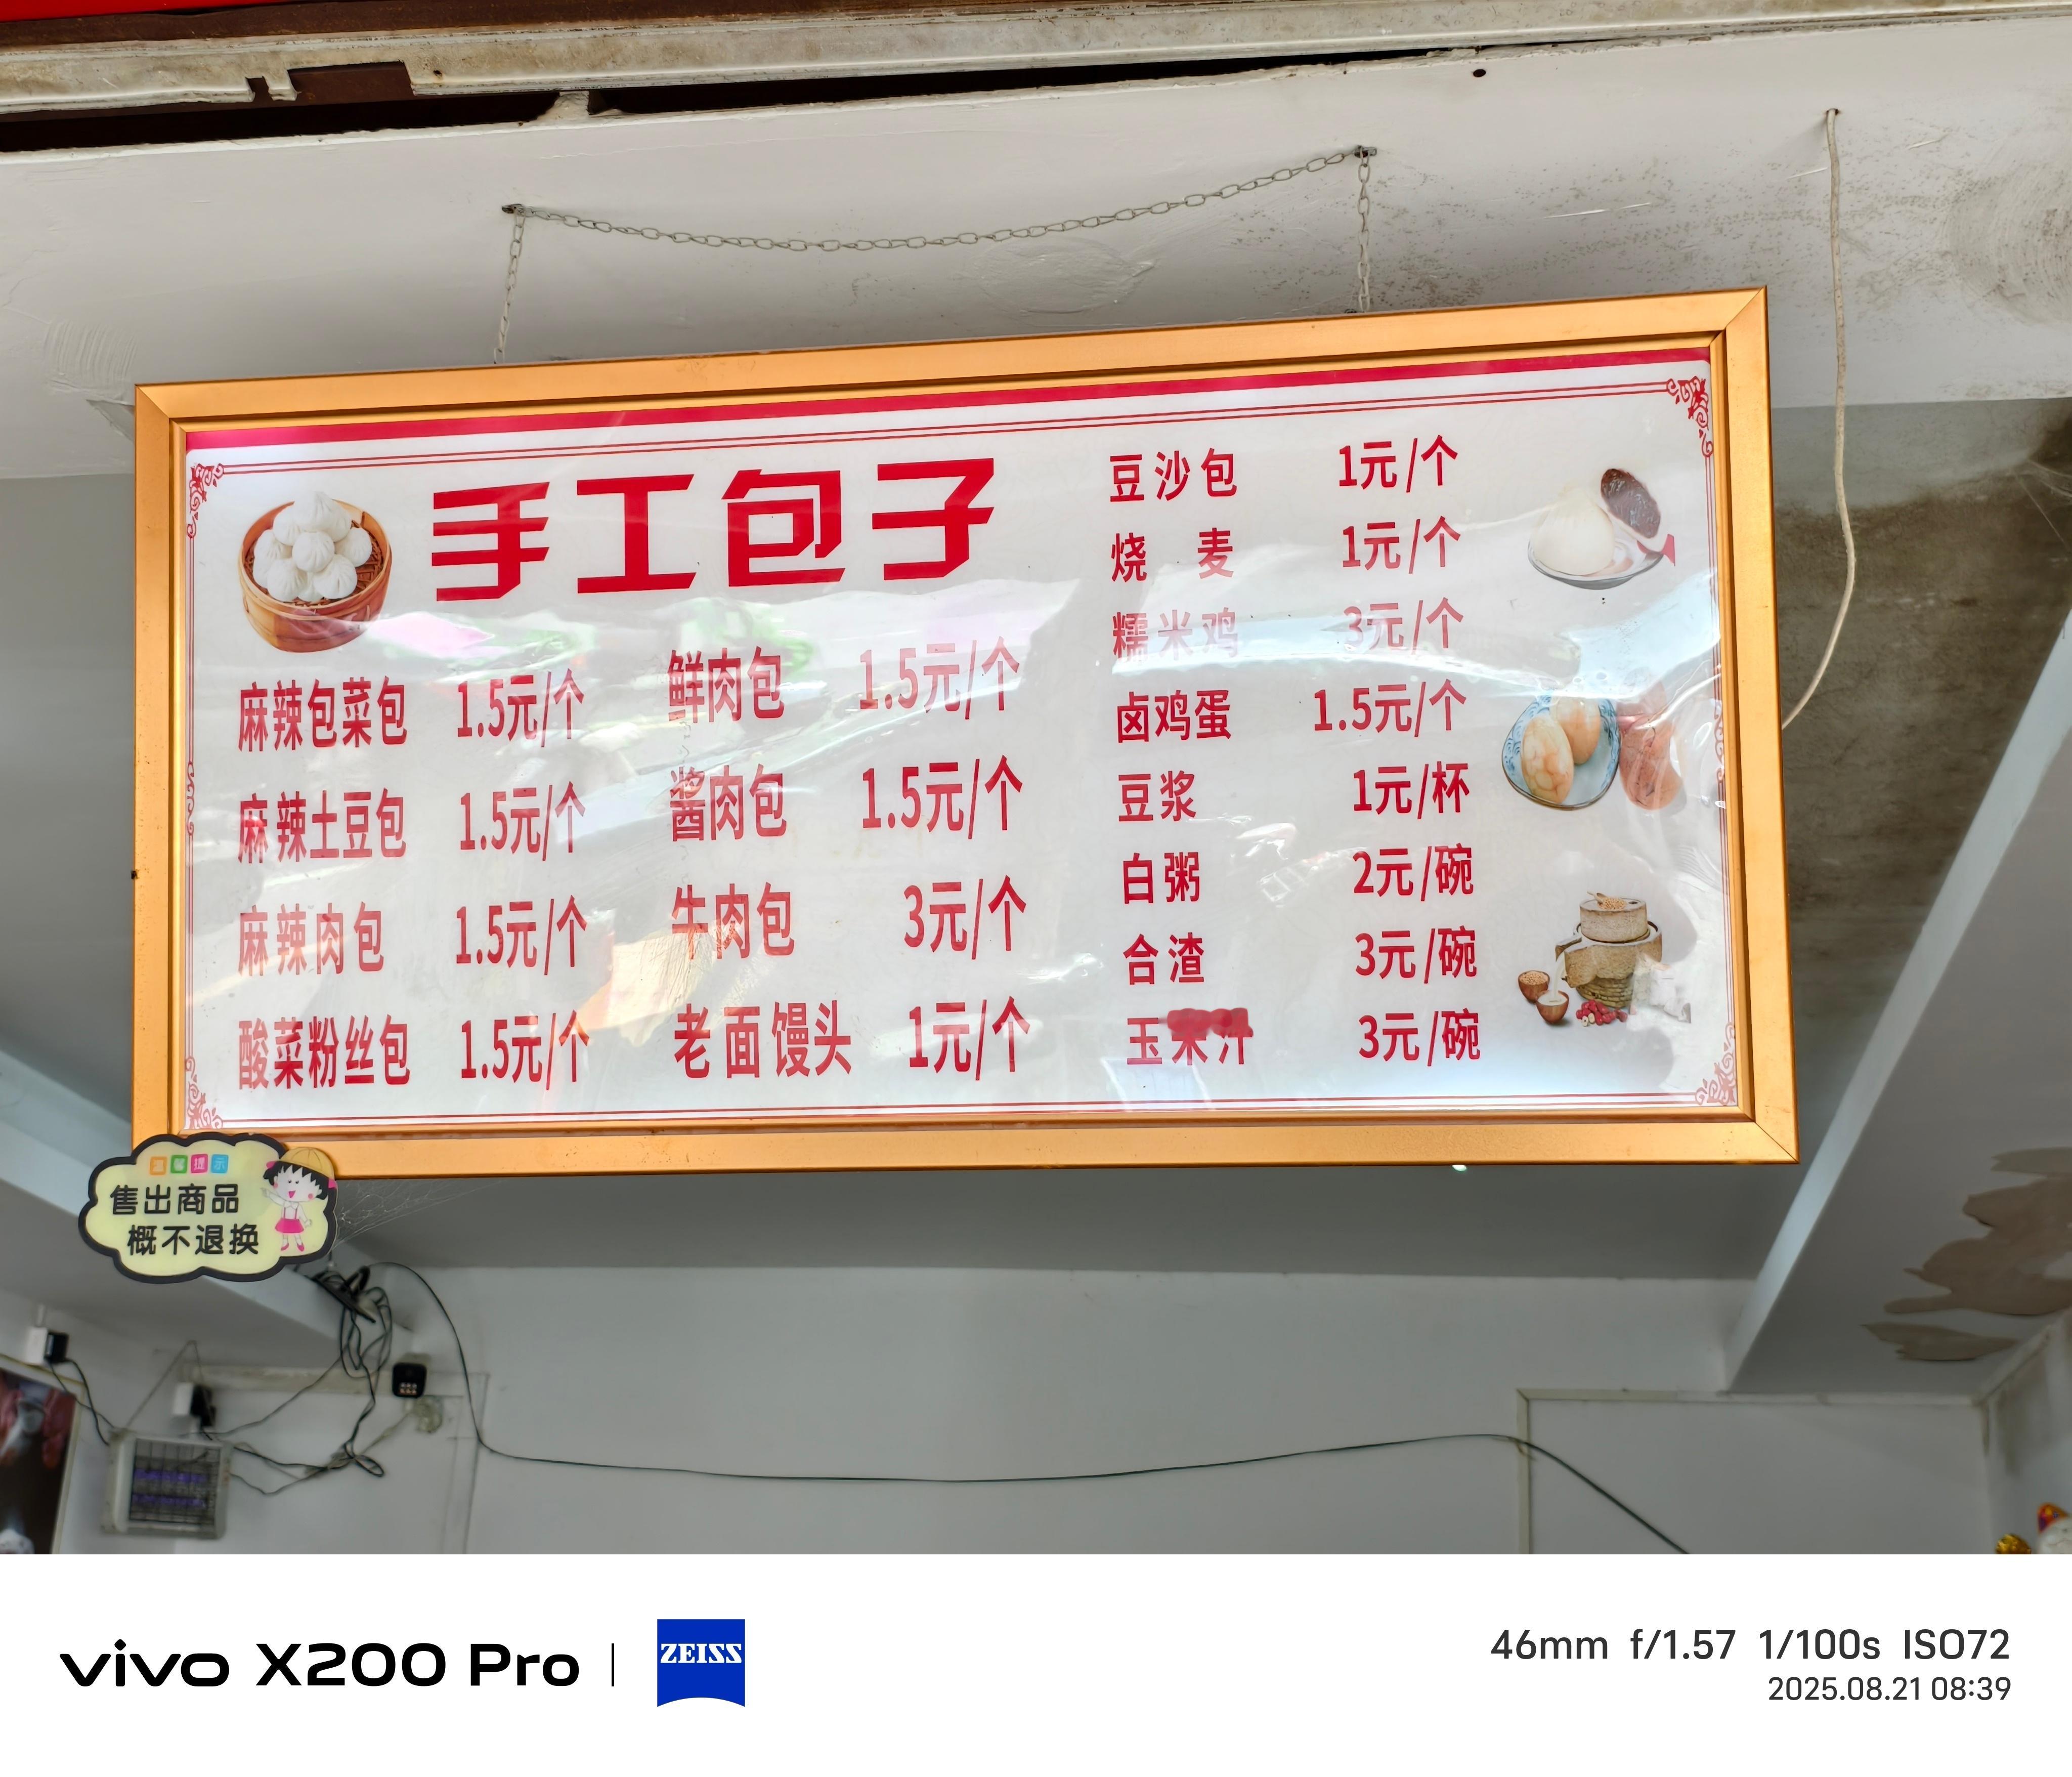 手工包子
麻辣包菜包 1.5元/个
麻辣土豆包 1.5元/个
麻辣肉包 1.5元/个
酸菜粉丝包 1.5元/个
鲜肉包 1.5元/个
酱肉包 1.5元/个
牛肉包 3元/个
老面馒头 1元/个
豆沙包 1元/个
烧麦 1元/个
糯米鸡 3元/个
卤鸡蛋 1.5元/个
豆浆 1元/杯
白粥 2元/碗
合渣 3元/碗
玉米汁 3元/碗
温馨提示
售出商品
概不退换
vivo X200 Pro | ZEISS
46mm f/1.57 1/100s ISO72
2025.08.21 08:39